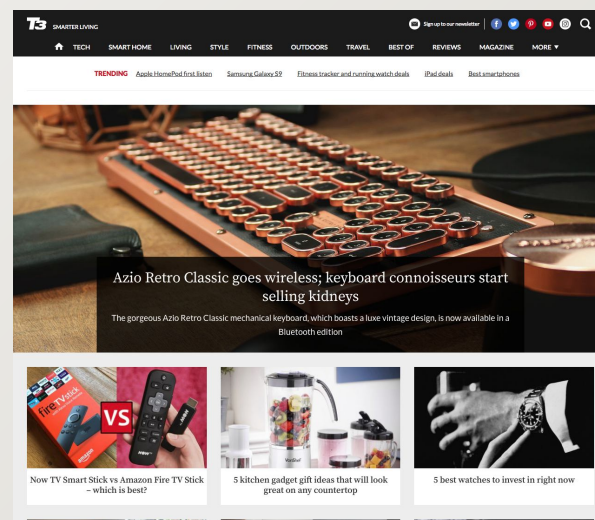 T3 SMARTER LIVING
Sign up to our newsletter
TECH SMART HOME LIVING STYLE FITNESS OUTDOORS TRAVEL BEST OF REVIEWS MAGAZINE MORE ▼
TRENDING Apple HomePod first listen Samsung Galaxy S9 Fitness tracker and running watch deals iPad deals Best smartphones
Azio Retro Classic goes wireless; keyboard connoisseurs start
selling kidneys
The gorgeous Azio Retro Classic mechanical keyboard, which boasts a luxe vintage design, is now available in a
Bluetooth edition
fireTVstick
amazon
VS
NOW
VonShef
Now TV Smart Stick vs Amazon Fire TV Stick
– which is best?
5 kitchen gadget gift ideas that will look
great on any countertop
5 best watches to invest in right now